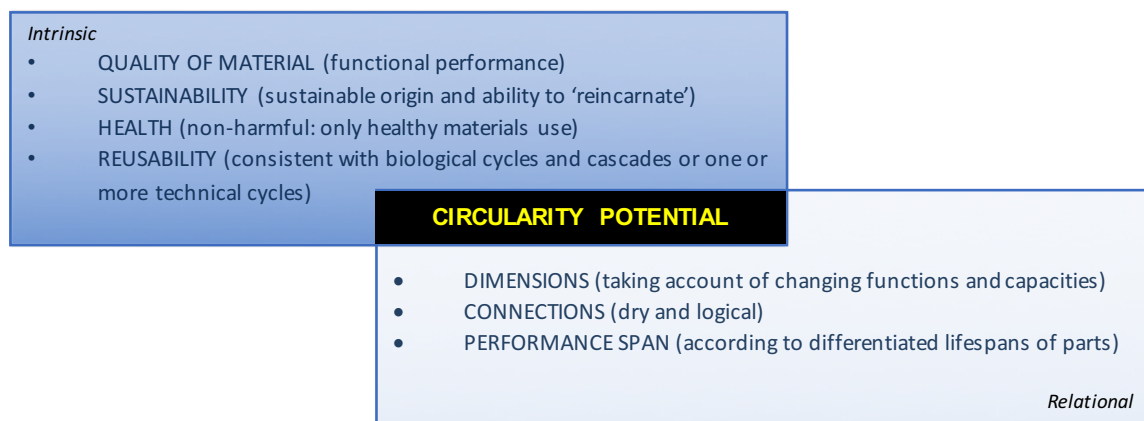 Intrinsic
• QUALITY OF MATERIAL (functional performance)
• SUSTAINABILITY (sustainable origin and ability to ‘reincarnate’)
• HEALTH (non-harmful: only healthy materials use)
• REUSABILITY (consistent with biological cycles and cascades or one or
more technical cycles)
CIRCULARITY POTENTIAL
• DIMENSIONS (taking account of changing functions and capacities)
• CONNECTIONS (dry and logical)
• PERFORMANCE SPAN (according to differentiated lifespans of parts)
Relational